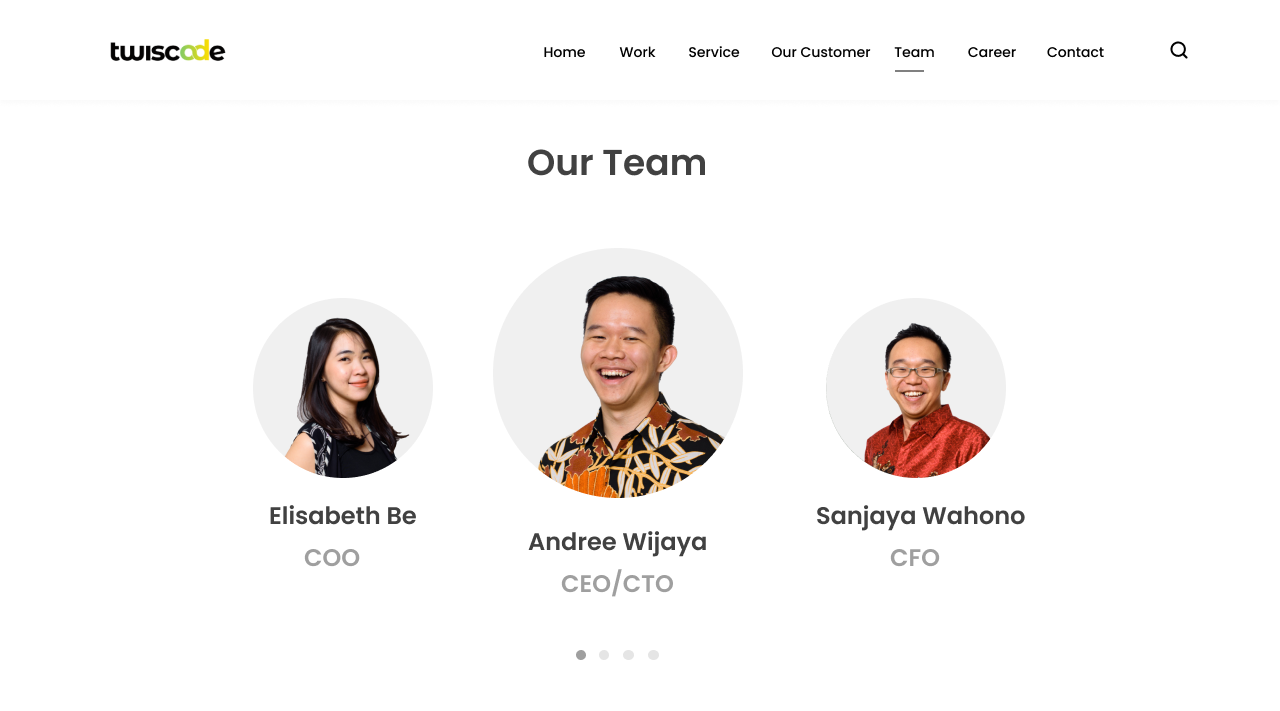 twiscode
Home Work Service Our Customer Team Career Contact
Our Team
Elisabeth Be
COO
Andree Wijaya
CEO/CTO
Sanjaya Wahono
CFO